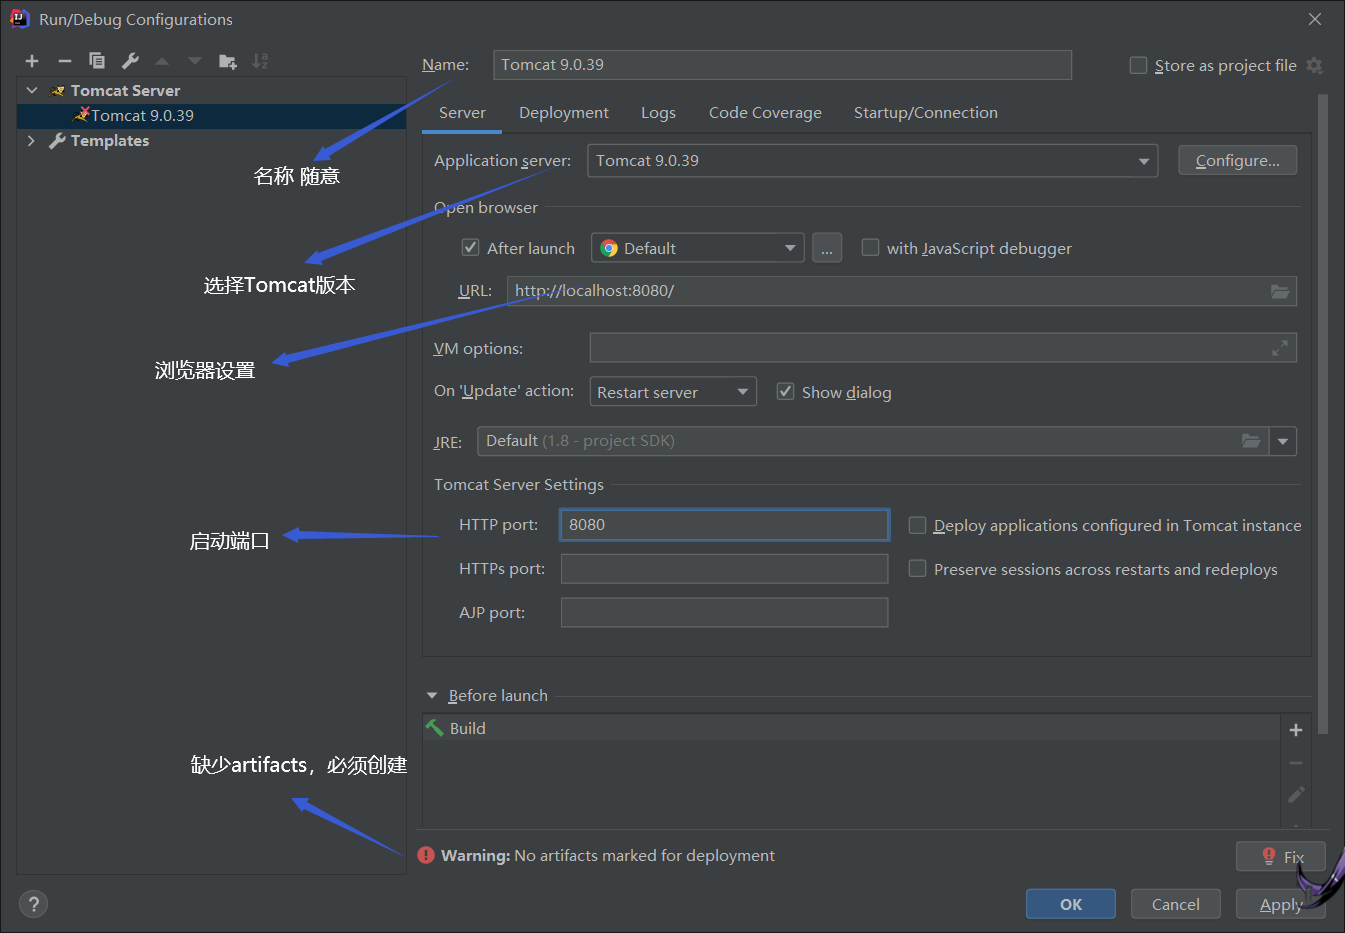 Run/Debug Configurations
Name: Tomcat 9.0.39 Store as project file
Tomcat Server
Tomcat 9.0.39
Templates
Server Deployment Logs Code Coverage Startup/Connection
名称 随意
Application server: Tomcat 9.0.39 Configure...
Open browser
After launch Default ... with JavaScript debugger
选择Tomcat版本
URL: http://localhost:8080/
VM options:
浏览器设置
On 'Update' action: Restart server Show dialog
JRE: Default (1.8 - project SDK)
Tomcat Server Settings
HTTP port: 8080 Deploy applications configured in Tomcat instance
启动端口
HTTPs port: Preserve sessions across restarts and redeploys
AJP port:
Before launch
Build
缺少artifacts，必须创建
Warning: No artifacts marked for deployment Fix
? OK Cancel Apply